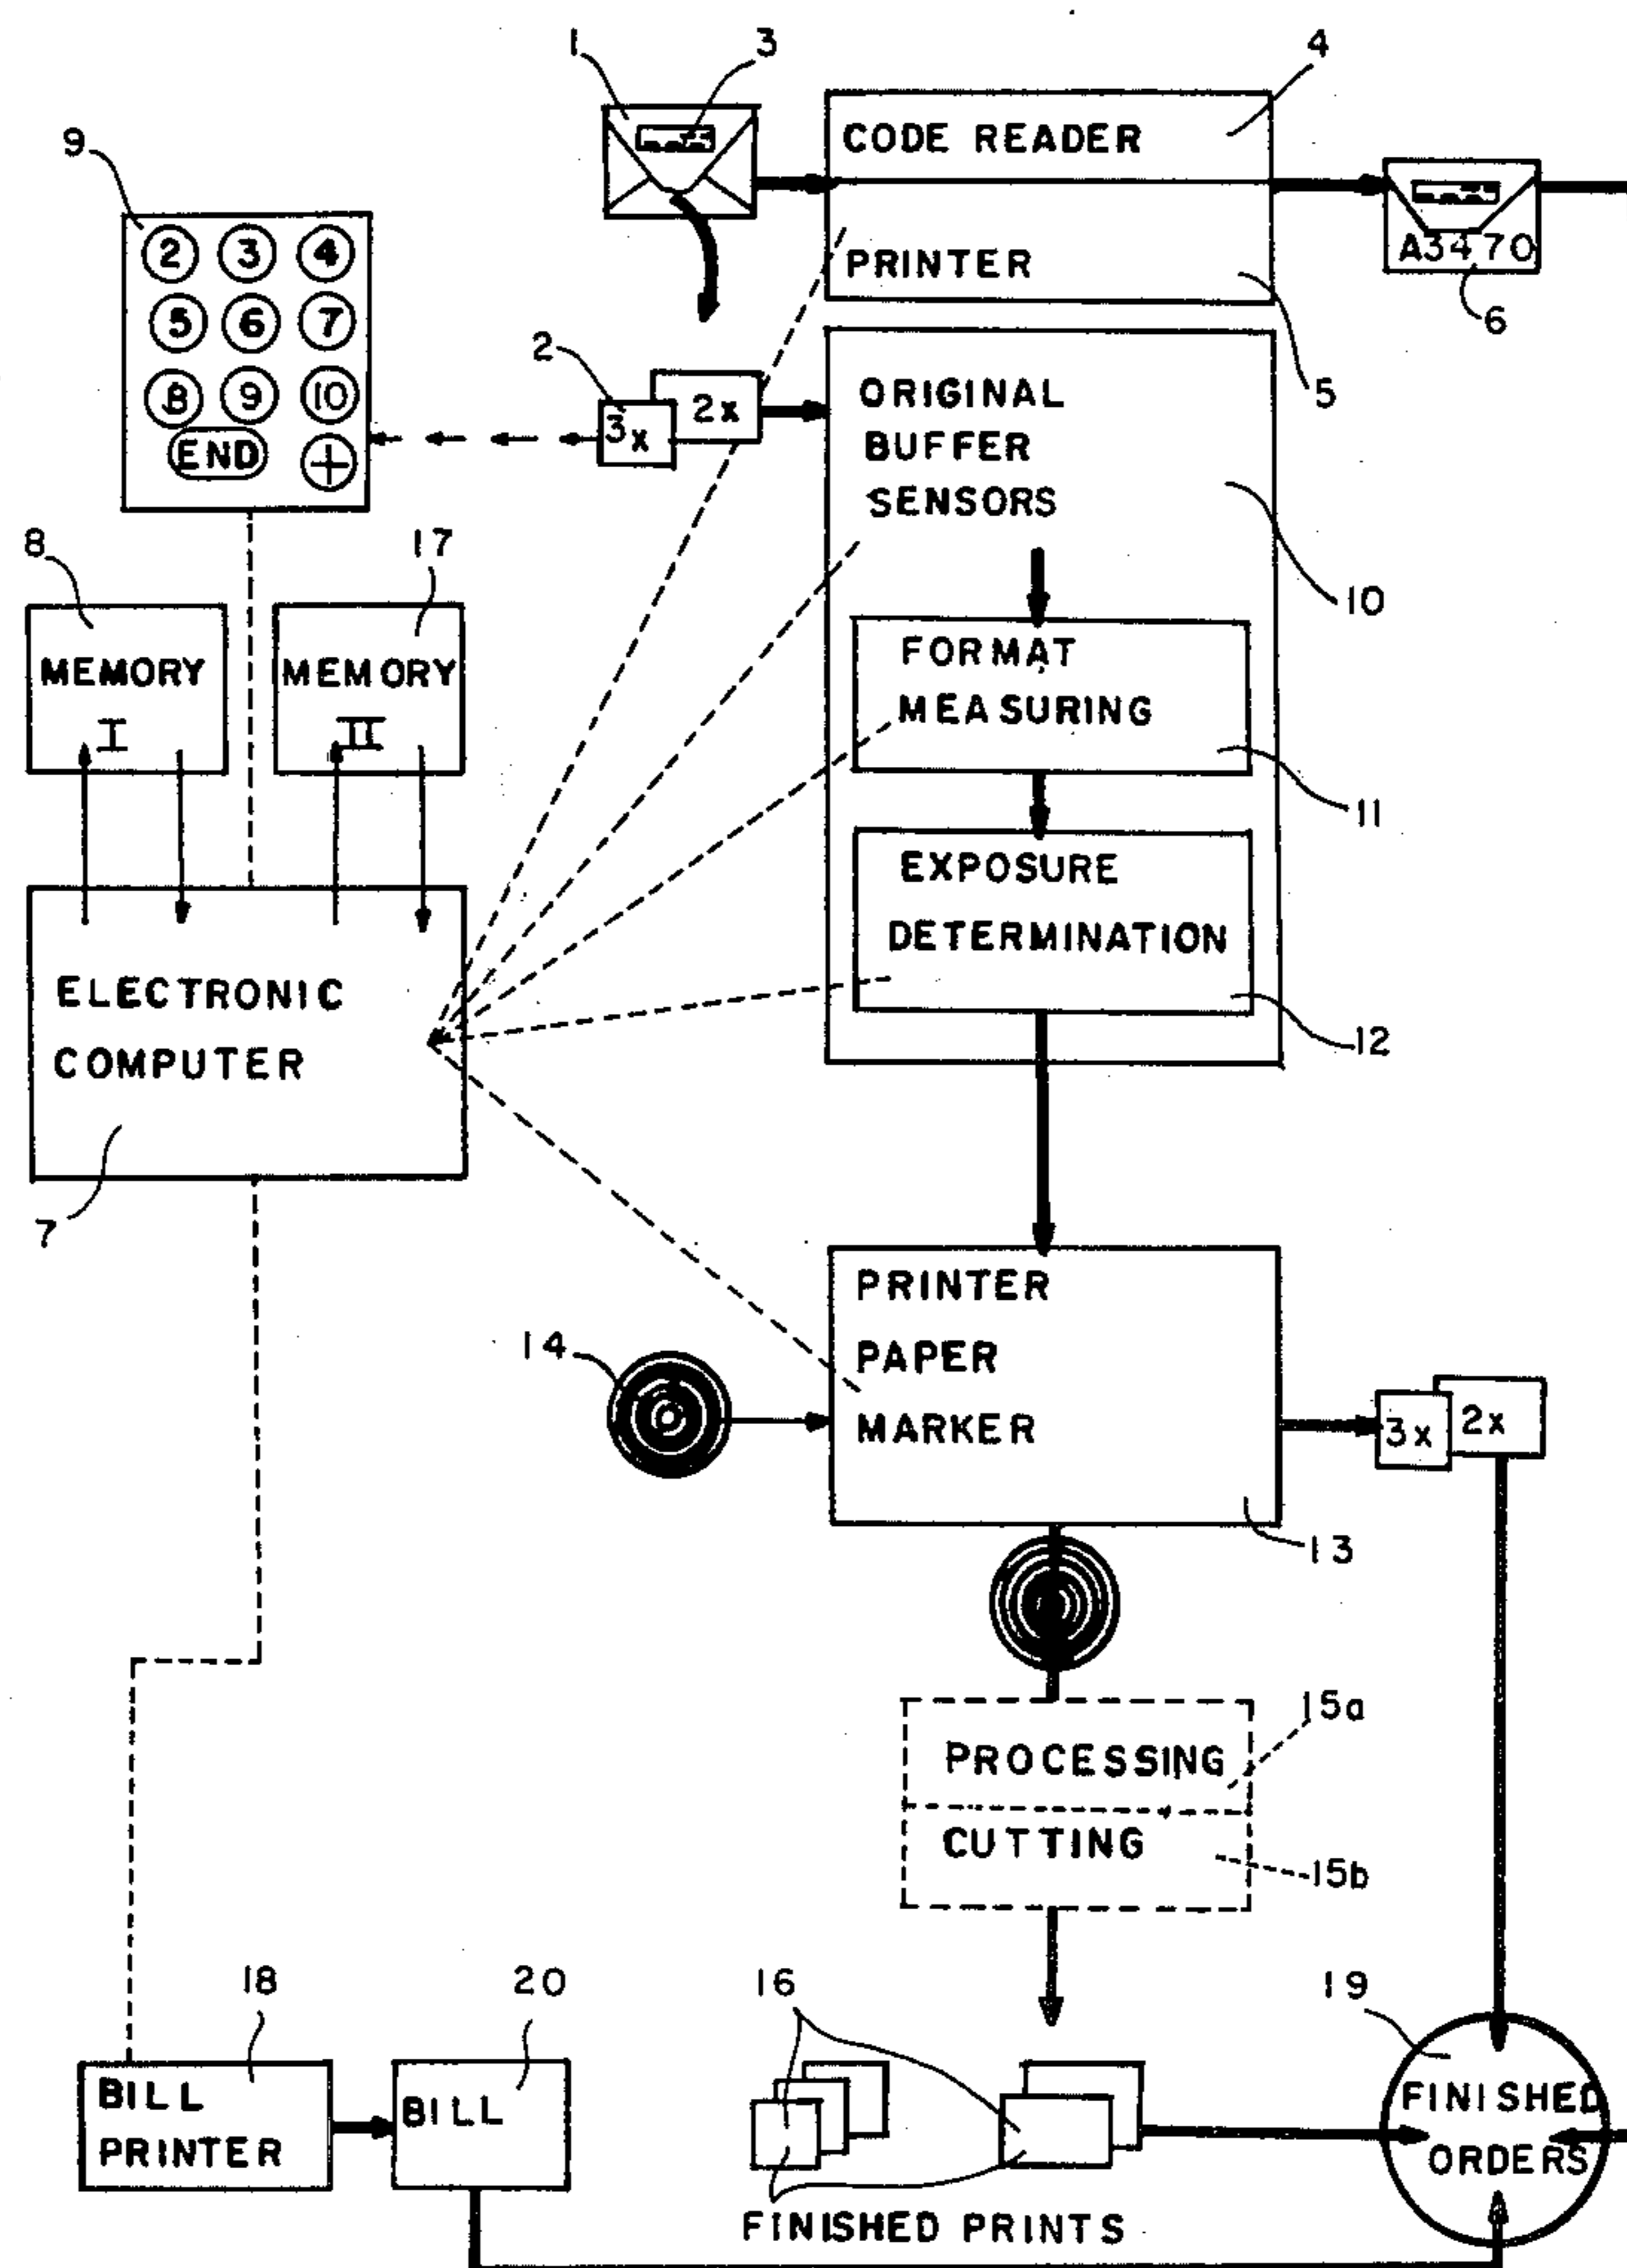 1
3
4
CODE READER
9
2 3 4
A3470
PRINTER
6
5 6 7
2
5
8 9 10
3x
2x
ORIGINAL
BUFFER
SENSORS
END +
8
17
10
MEMORY
I
MEMORY
II
FORMAT
MEASURING
11
EXPOSURE
DETERMINATION
12
ELECTRONIC
COMPUTER
7
PRINTER
PAPER
MARKER
14
3x
2x
13
15a
PROCESSING
CUTTING
15b
18
20
16
19
BILL
PRINTER
BILL
FINISHED
ORDERS
FINISHED PRINTS